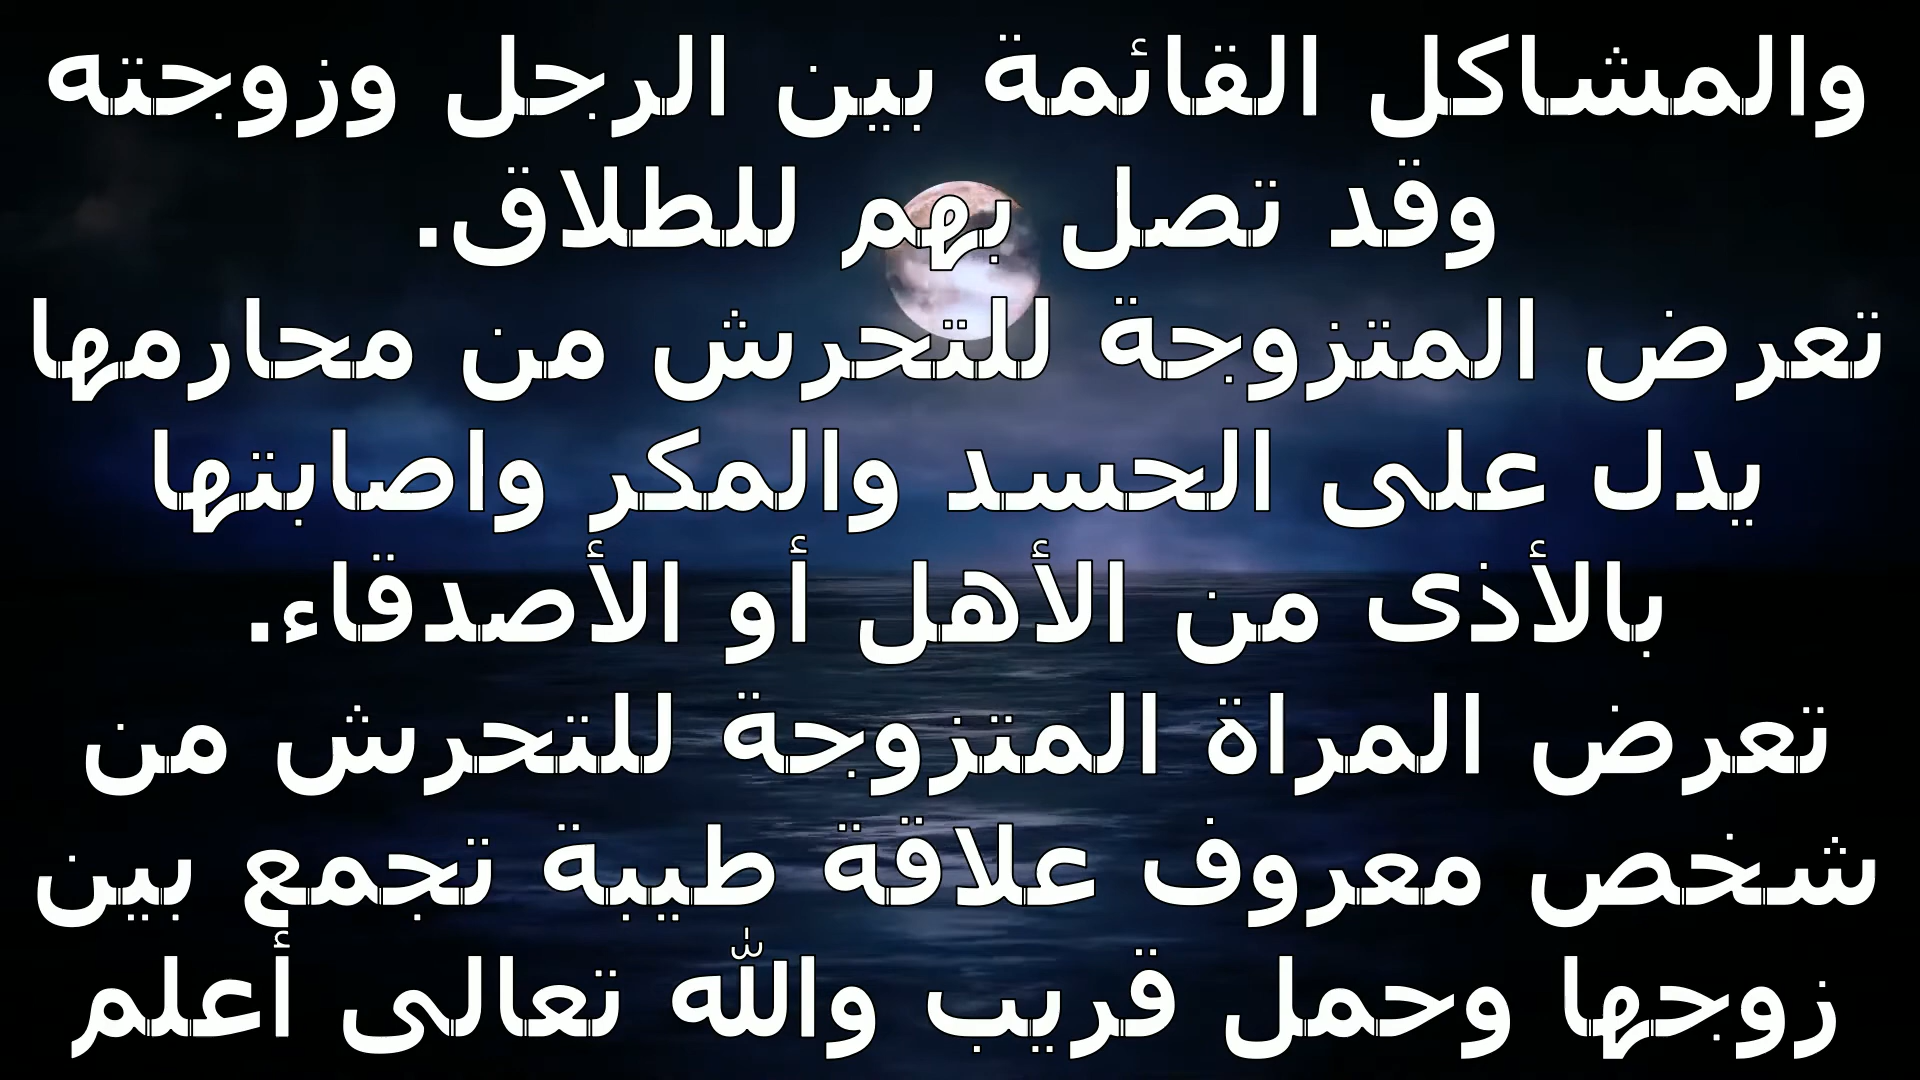 والمشاكل القائمة بين الرجل وزوجته
وقد تصل بهم للطلاق.
تعرض المتزوجة للتحرش من محارمها
يدل على الحسد والمكر واصابتها
بالأذى من الأهل أو الأصدقاء.
تعرض المراة المتزوجة للتحرش من
شخص معروف علاقة طيبة تجمع بين
زوجها وحمل قريب والله تعالى أعلم